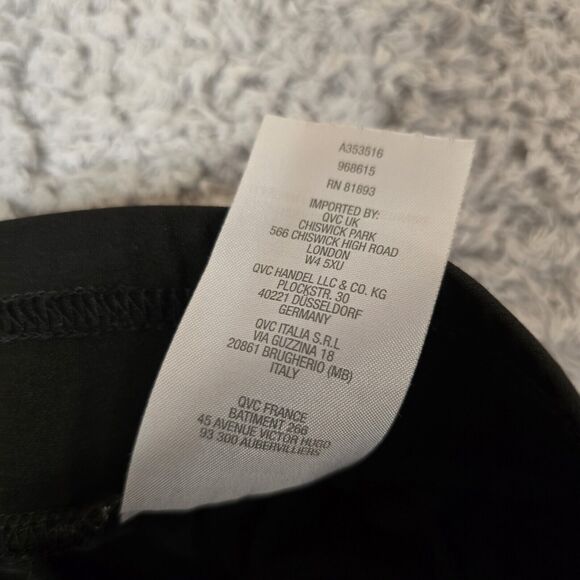 A353516
968615
RN 81893
IMPORTED BY:
QVC UK
CHISWICK PARK
566 CHISWICK HIGH ROAD
LONDON
W4 5XU
QVC HANDEL LLC & CO. KG
PLOCKSTR. 30
40221 DÜSSELDORF
GERMANY
QVC ITALIA S.R.L
VIA GUZZINA 18
20861 BRUGHERIO (MB)
ITALY
QVC FRANCE
BATIMENT 266
45 AVENUE VICTOR HUGO
93 300 AUBERVILLIERS